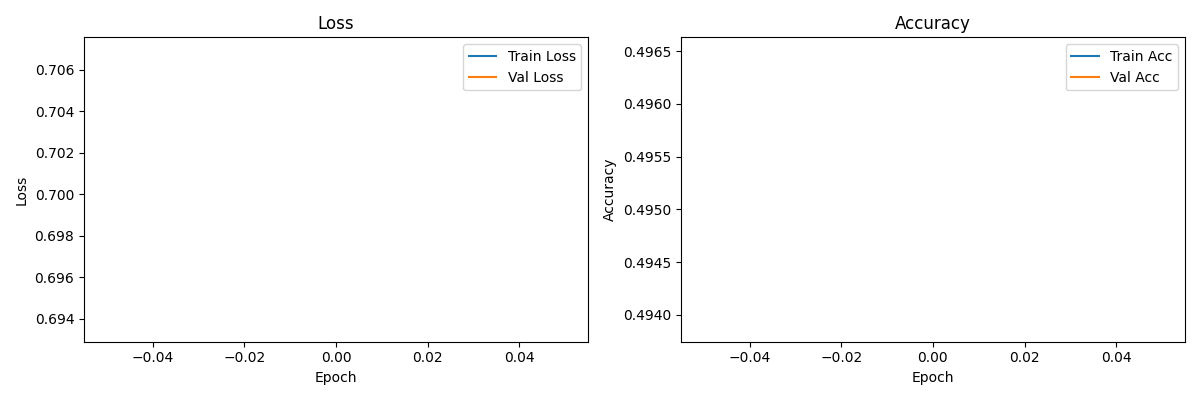 Loss
0.706
0.704
0.702
0.700
0.698
0.696
0.694
Loss
−0.04
−0.02
0.00
0.02
0.04
Epoch
Train Loss
Val Loss
Accuracy
0.4965
0.4960
0.4955
0.4950
0.4945
0.4940
Accuracy
−0.04
−0.02
0.00
0.02
0.04
Epoch
Train Acc
Val Acc